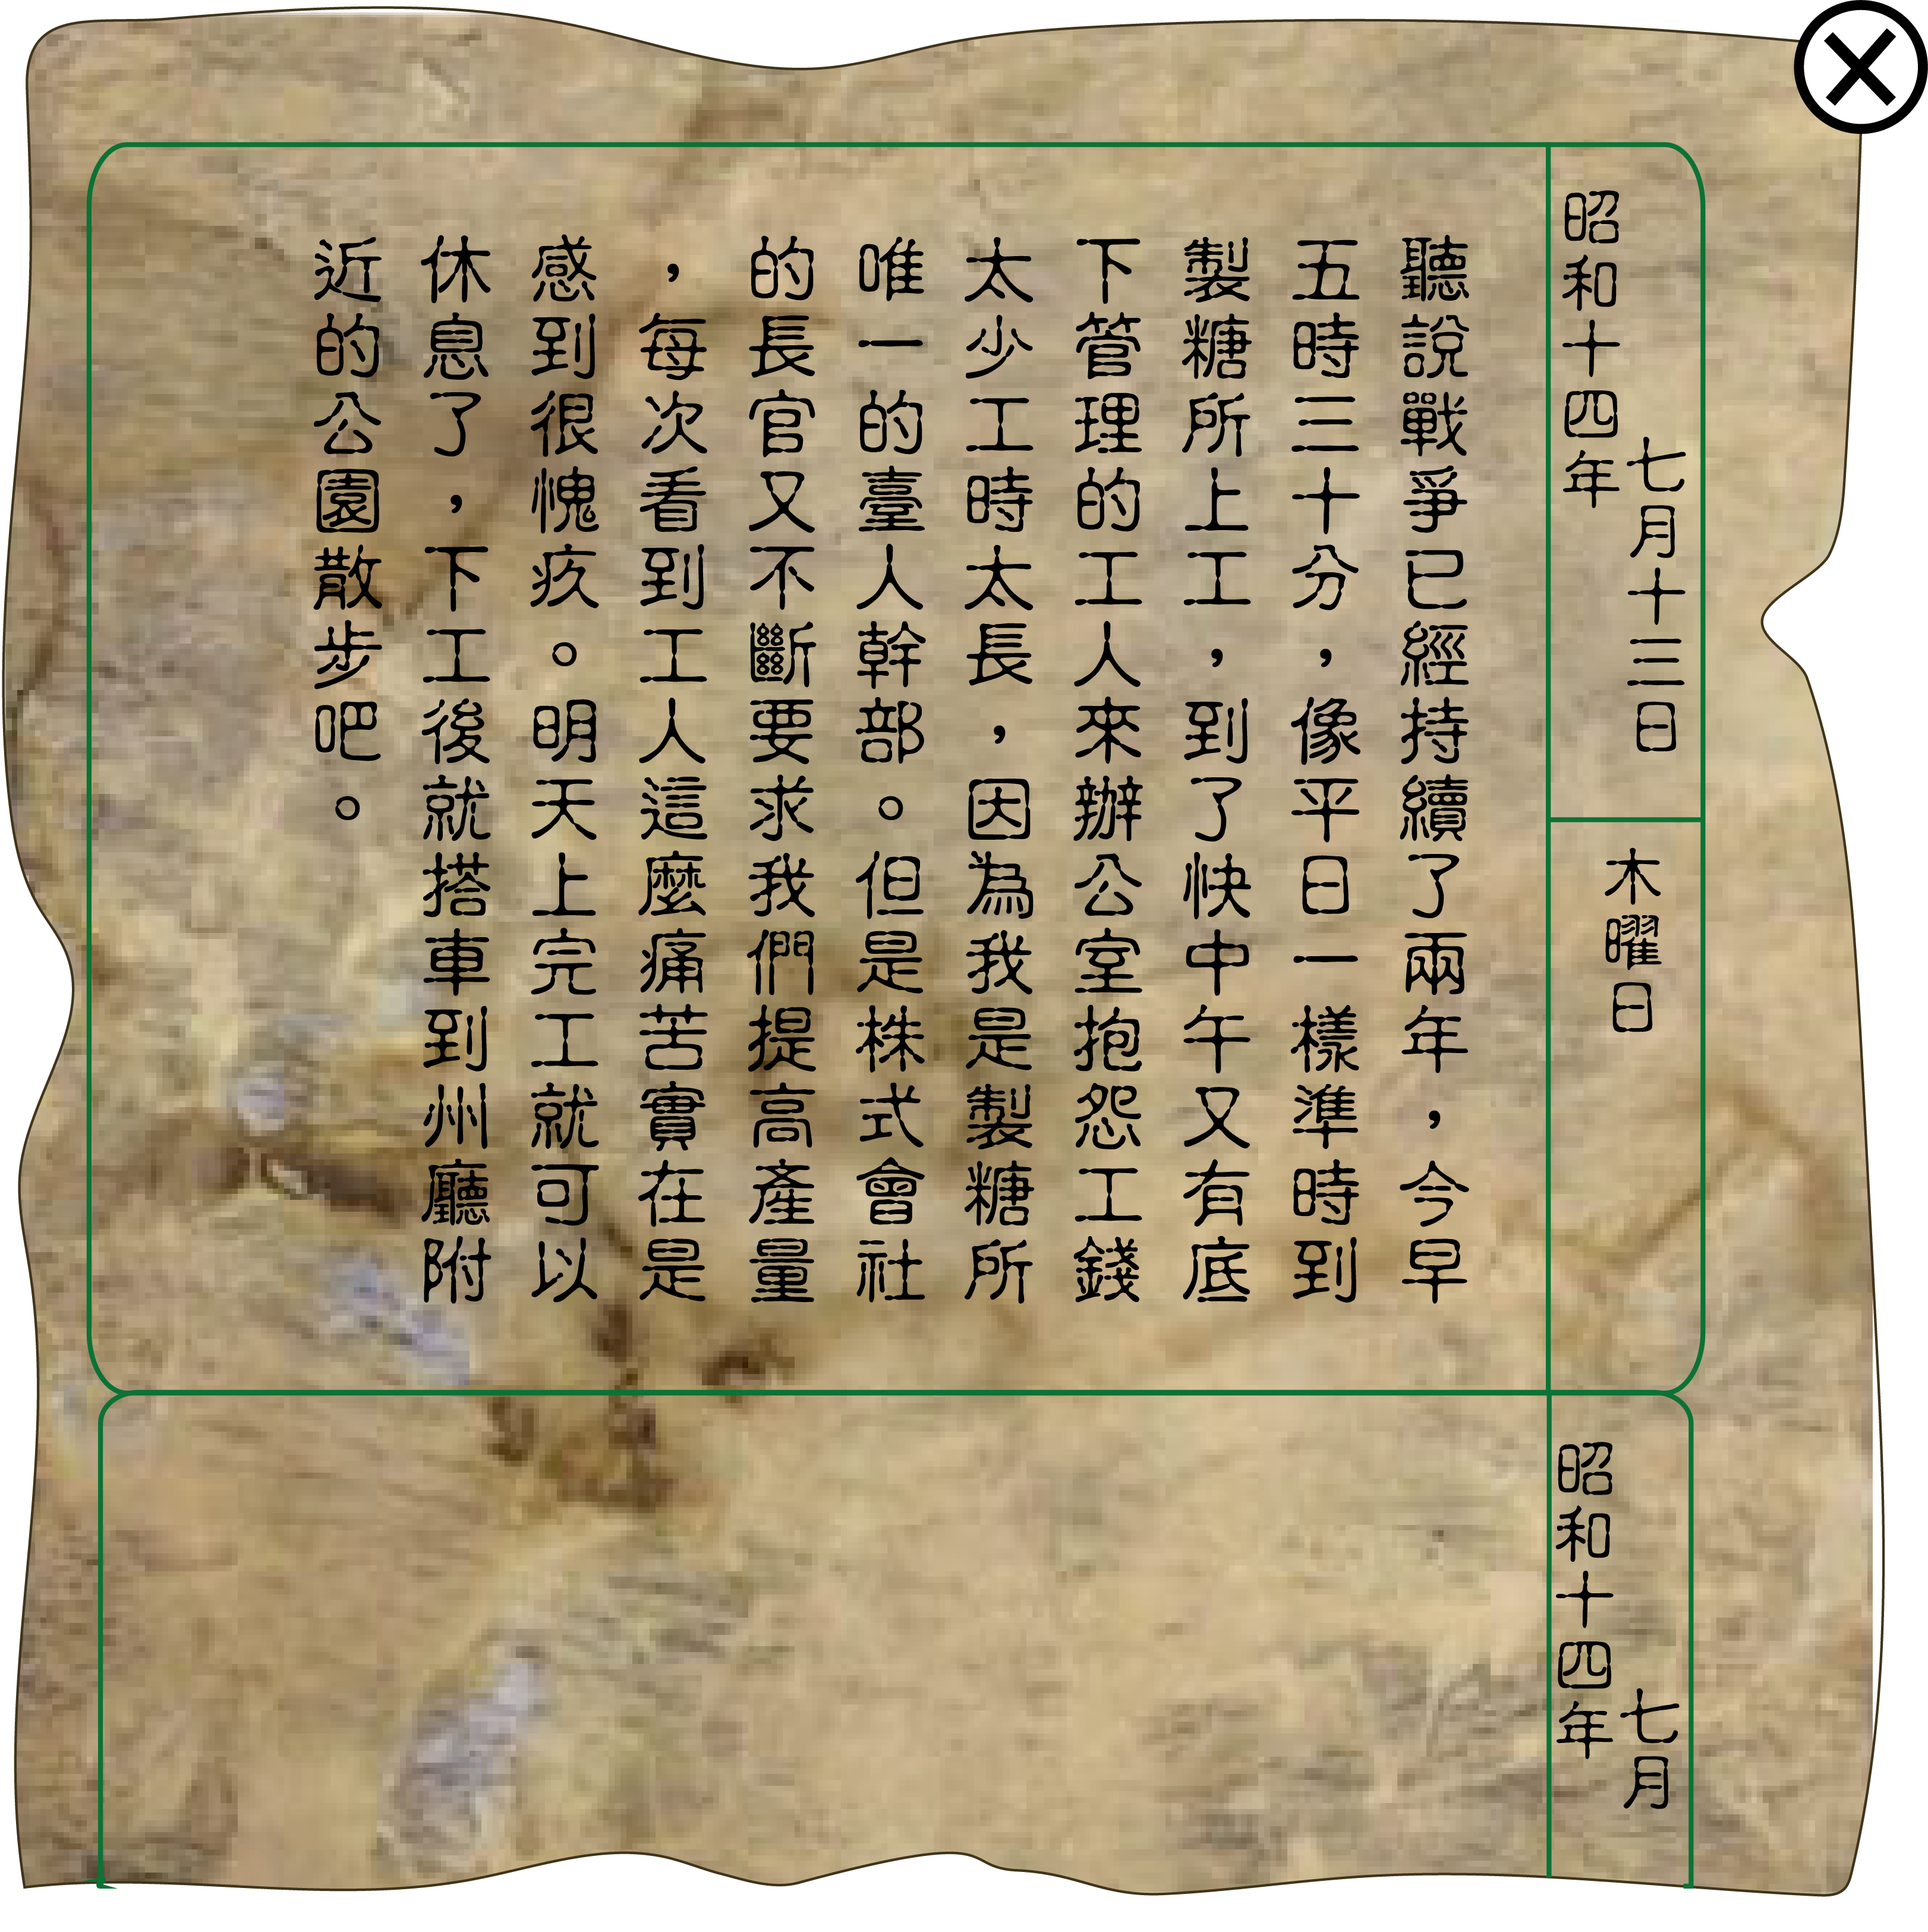 昭和十四年
七月十三日
木曜日
聽說戰爭已經持續了兩年，今早
五時三十分，像平日一樣準時到
製糖所上工，到了快中午又有底
下管理的工人來辦公室抱怨工錢
太少工時太長，因為我是製糖所
唯一的臺人幹部。但是株式會社
的長官又不斷要求我們提高產量
，每次看到工人這麼痛苦實在是
感到很愧疚。明天上完工就可以
休息了，下工後就搭車到州廳附
近的公園散步吧。
昭和十四年
七月